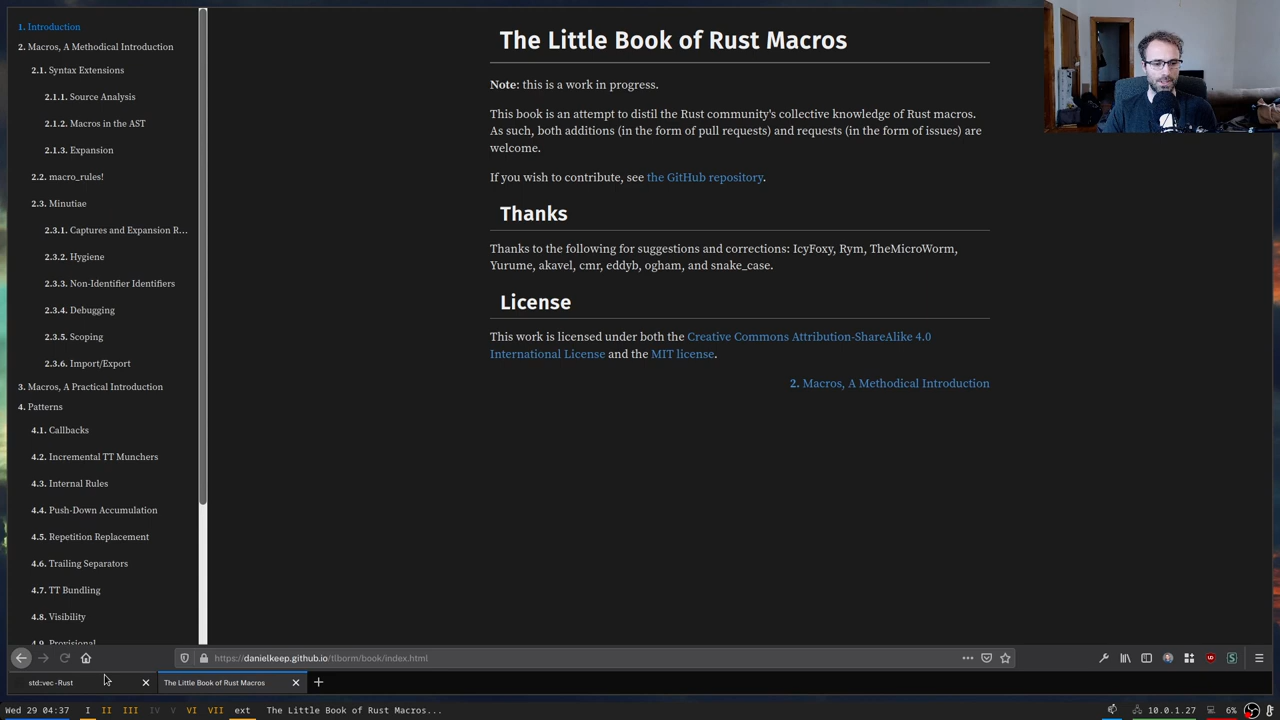 1. Introduction
2. Macros, A Methodical Introduction
2.1. Syntax Extensions
2.1.1. Source Analysis
2.1.2. Macros in the AST
2.1.3. Expansion
2.2. macro_rules!
2.3. Minutiae
2.3.1. Captures and Expansion R...
2.3.2. Hygiene
2.3.3. Non-Identifier Identifiers
2.3.4. Debugging
2.3.5. Scoping
2.3.6. Import/Export
3. Macros, A Practical Introduction
4. Patterns
4.1. Callbacks
4.2. Incremental TT Munchers
4.3. Internal Rules
4.4. Push-Down Accumulation
4.5. Repetition Replacement
4.6. Trailing Separators
4.7. TT Bundling
4.8. Visibility
4.9. Provisional
The Little Book of Rust Macros
Note: this is a work in progress.
This book is an attempt to distil the Rust community's collective knowledge of Rust macros.
As such, both additions (in the form of pull requests) and requests (in the form of issues) are
welcome.
If you wish to contribute, see the GitHub repository.
Thanks
Thanks to the following for suggestions and corrections: IcyFoxy, Rym, TheMicroWorm,
Yurume, akavel, cmr, eddyb, ogham, and snake_case.
License
This work is licensed under both the Creative Commons Attribution-ShareAlike 4.0
International License and the MIT license.
2. Macros, A Methodical Introduction
https://danielkeep.github.io/tlborm/book/index.html
std::vec - Rust
The Little Book of Rust Macros
Wed 29 04:37 I II III IV V VI VII ext The Little Book of Rust Macros... 10.0.1.27 6%